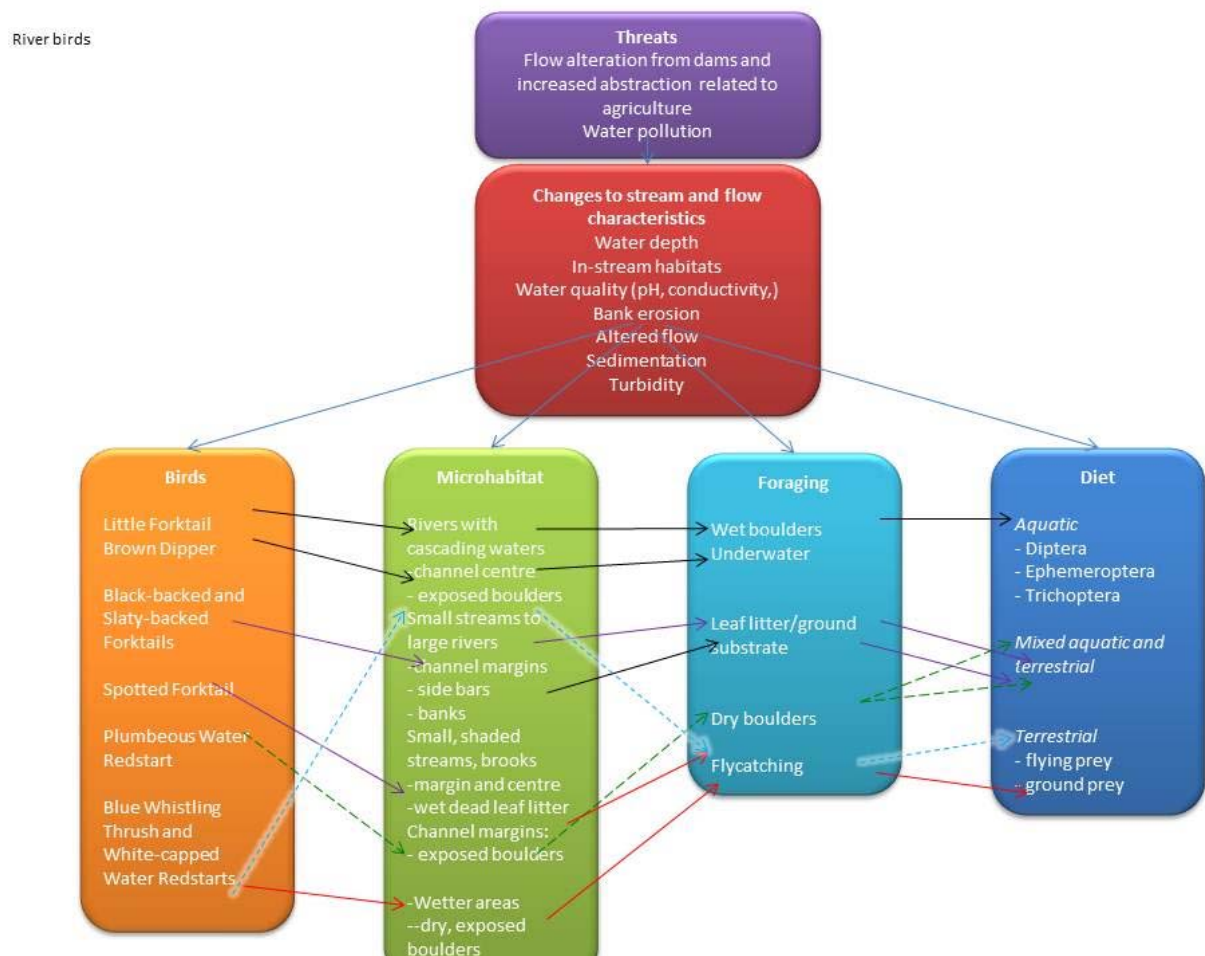 River birds
Threats
Flow alteration from dams and
increased abstraction related to
agriculture
Water pollution
Changes to stream and flow
characteristics
Water depth
In-stream habitats
Water quality (pH, conductivity,)
Bank erosion
Altered flow
Sedimentation
Turbidity
Birds
Little Forktail
Brown Dipper
Black-backed and
Slaty-backed
Forktails
Spotted Forktail
Plumbeous Water
Redstart
Blue Whistling
Thrush and
White-capped
Water Redstarts
Microhabitat
Rivers with
cascading waters
-channel centre
- exposed boulders
Small streams to
large rivers
-channel margins
- side bars
- banks
Small, shaded
streams, brooks
-margin and centre
-wet dead leaf litter
Channel margins:
- exposed boulders
-Wetter areas
--dry, exposed
boulders
Foraging
Wet boulders
Underwater
Leaf litter/ground
substrate
Dry boulders
Flycatching
Diet
Aquatic
- Diptera
- Ephemeroptera
- Trichoptera
Mixed aquatic and
terrestrial
Terrestrial
- flying prey
- ground prey